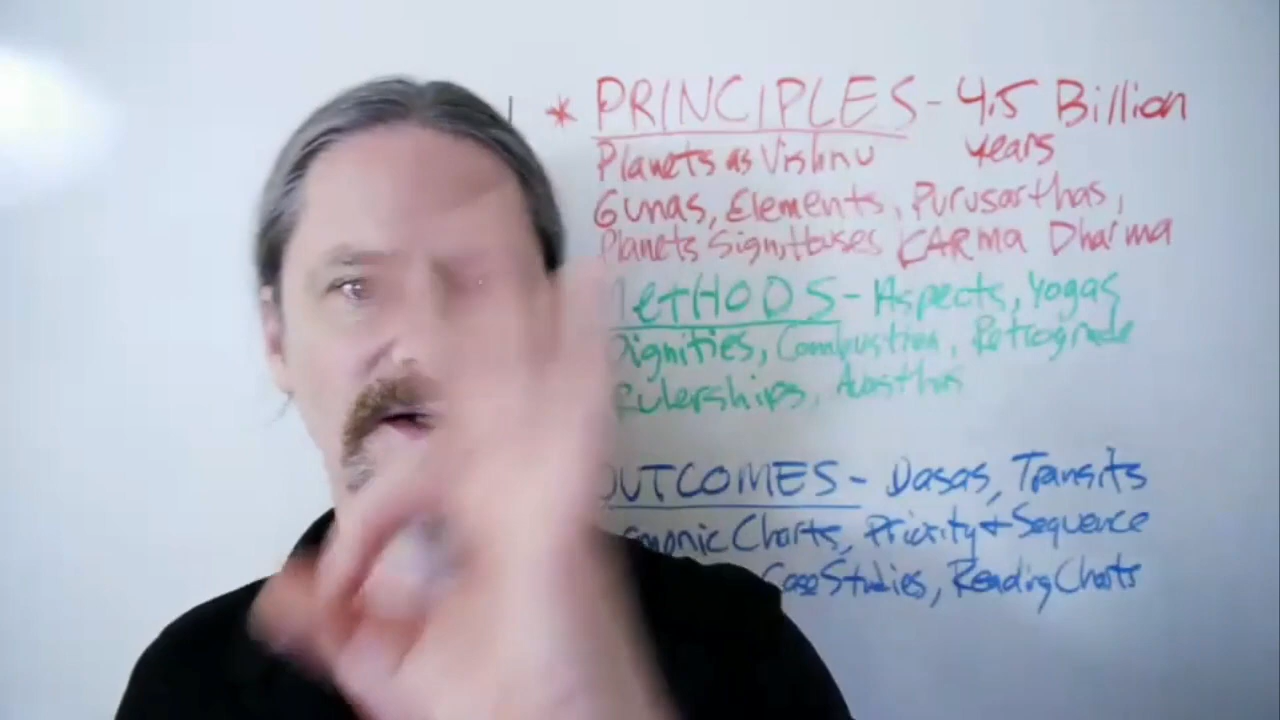 * PRINCIPLES - 4.5 Billion
Planets as Vishnu years
Gunas, Elements, Purusarthas,
Planets Signs, Houses KARMA Dharma
MetHODS - Aspects, Yogas
Dignities, Combustion, Retrograde
Rulerships,
OUTCOMES - Dasas, Transits
Charts, Priority + Sequence
Case Studies, Reading Charts